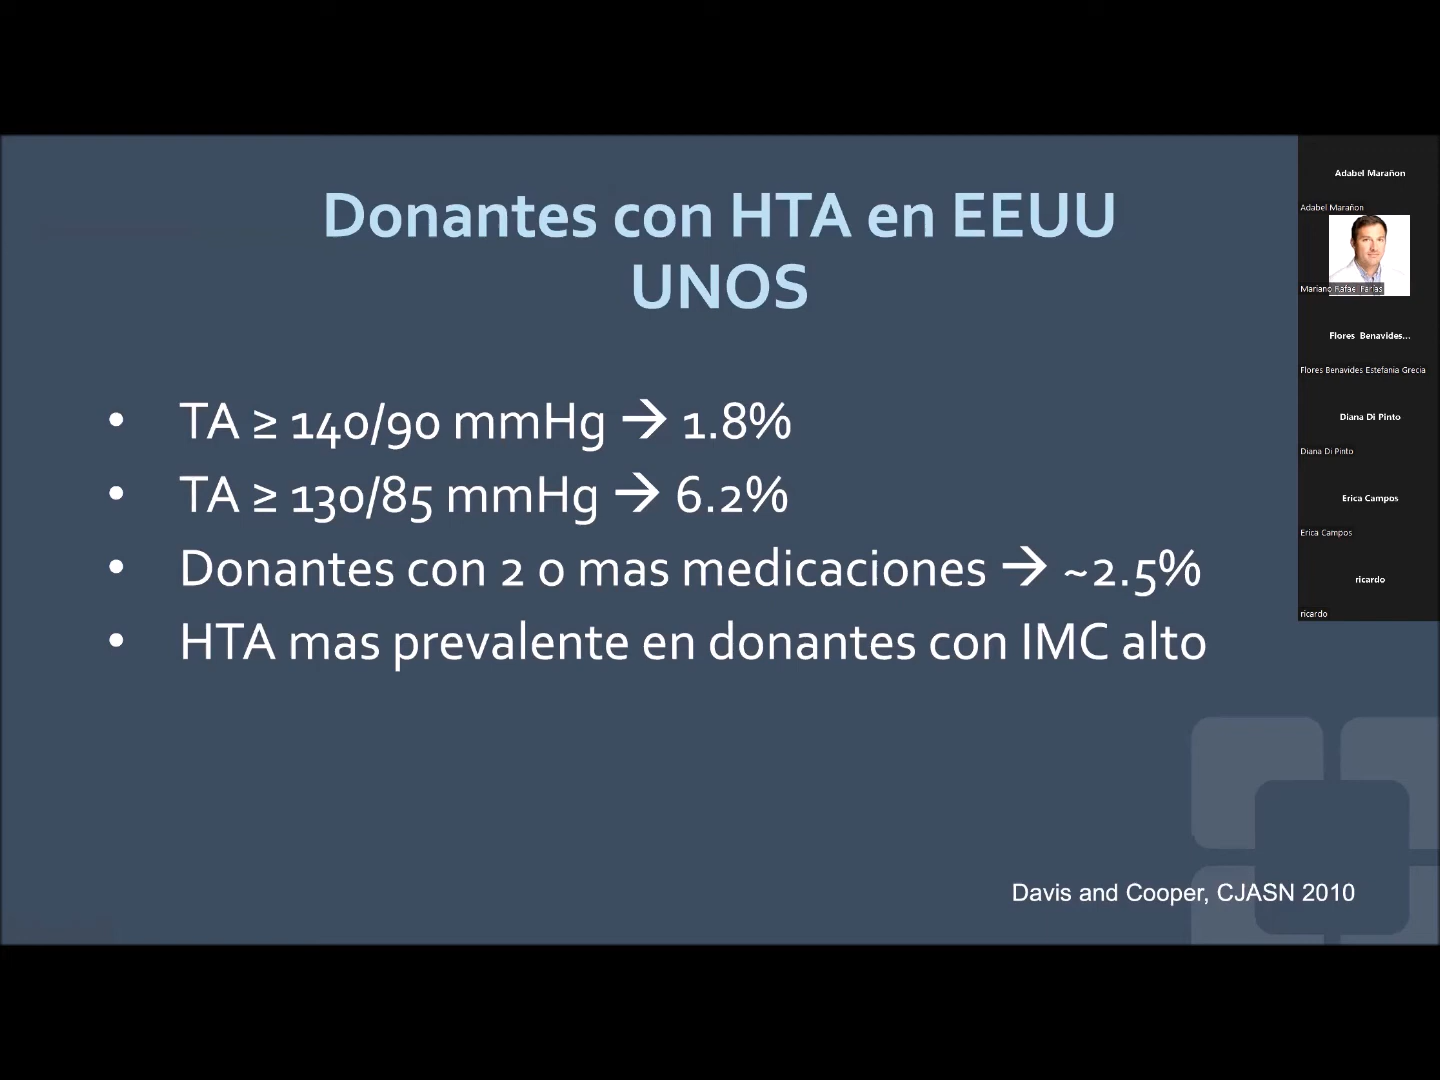 Donantes con HTA en EEUU
UNOS
• TA ≥ 140/90 mmHg → 1.8%
• TA ≥ 130/85 mmHg → 6.2%
• Donantes con 2 o mas medicaciones → ~2.5%
• HTA mas prevalente en donantes con IMC alto
Davis and Cooper, CJASN 2010
Adabel Marañon
Adabel Marañon
Mariano Rafael Farias
Flores Benavides...
Flores Benavides Estefania Grecia
Diana Di Pinto
Diana Di Pinto
Erica Campos
Erica Campos
ricardo
ricardo